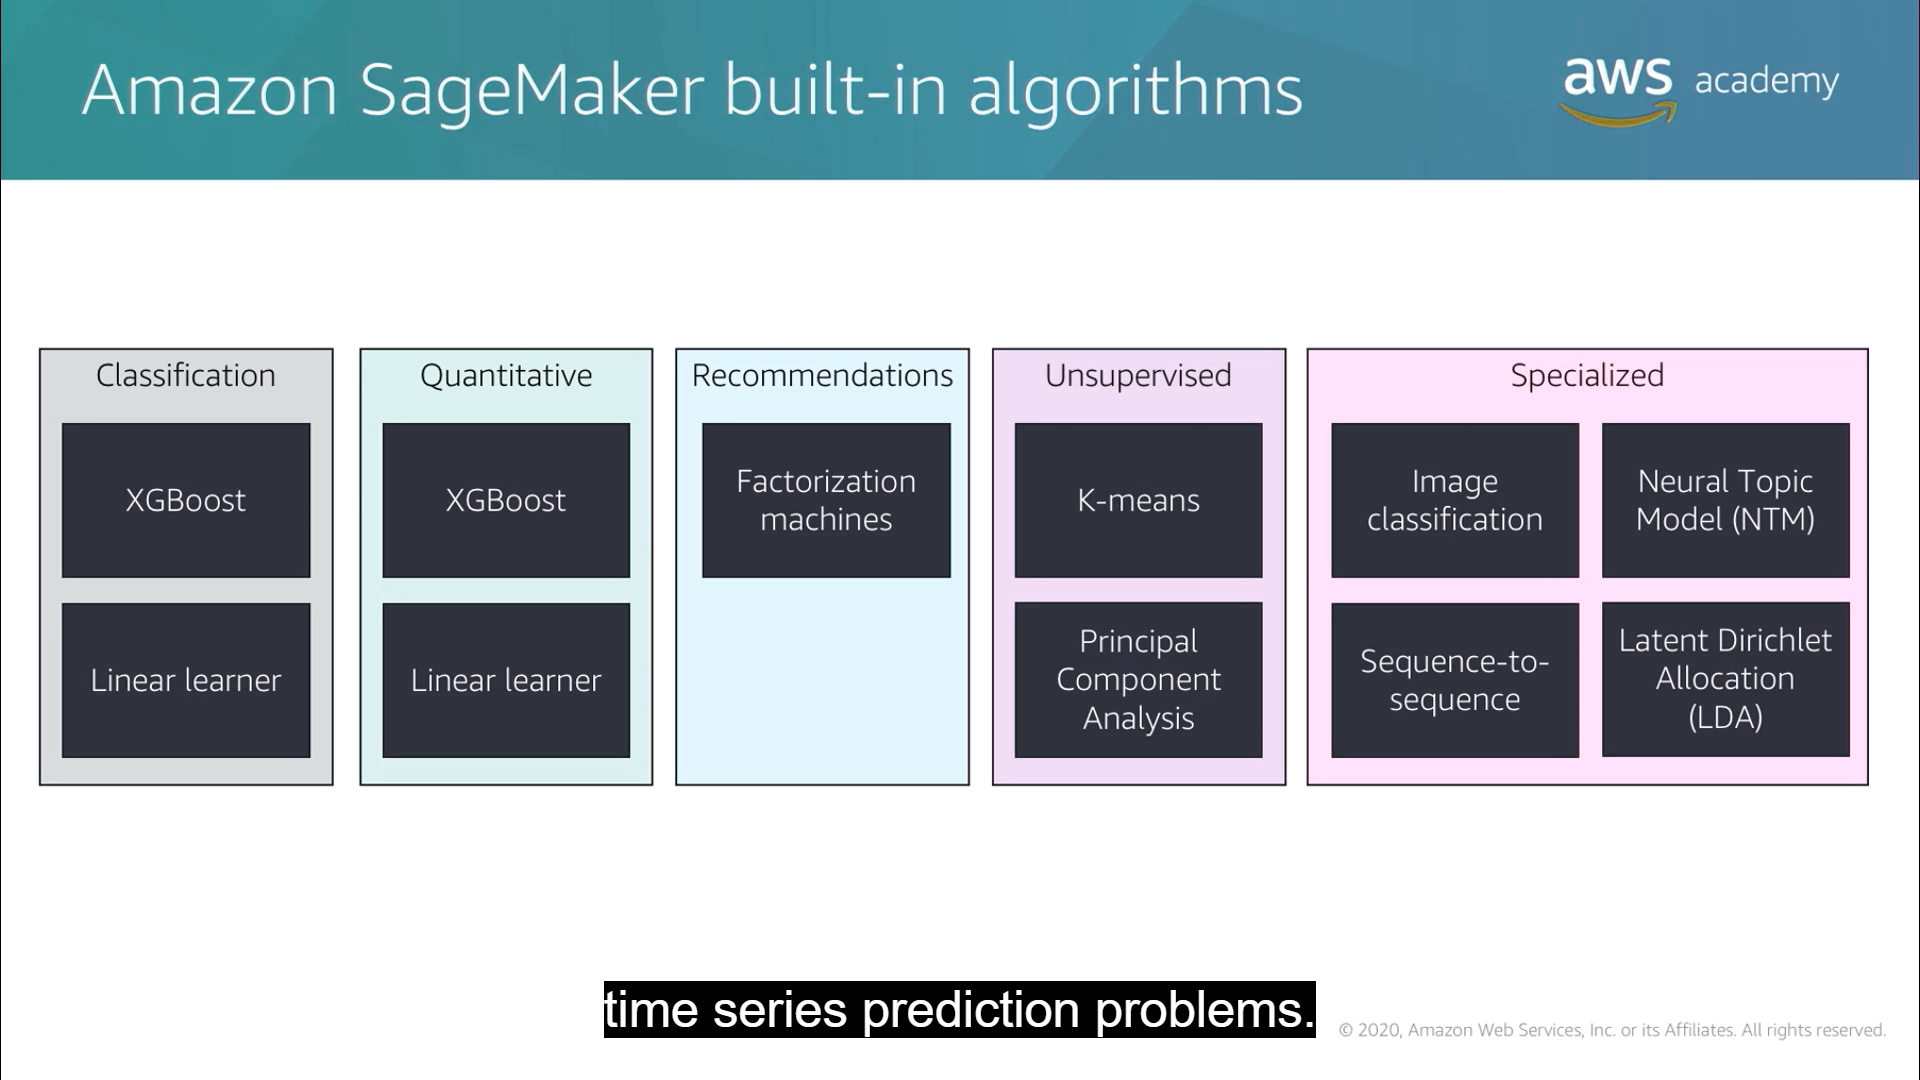 Amazon SageMaker built-in algorithms
aws academy
Classification
XGBoost
Linear learner
Quantitative
XGBoost
Linear learner
Recommendations
Factorization
machines
Unsupervised
K-means
Principal
Component
Analysis
Specialized
Image
classification
Neural Topic
Model (NTM)
Sequence-to-
sequence
Latent Dirichlet
Allocation
(LDA)
time series prediction problems.
© 2020, Amazon Web Services, Inc. or its Affiliates. All rights reserved.